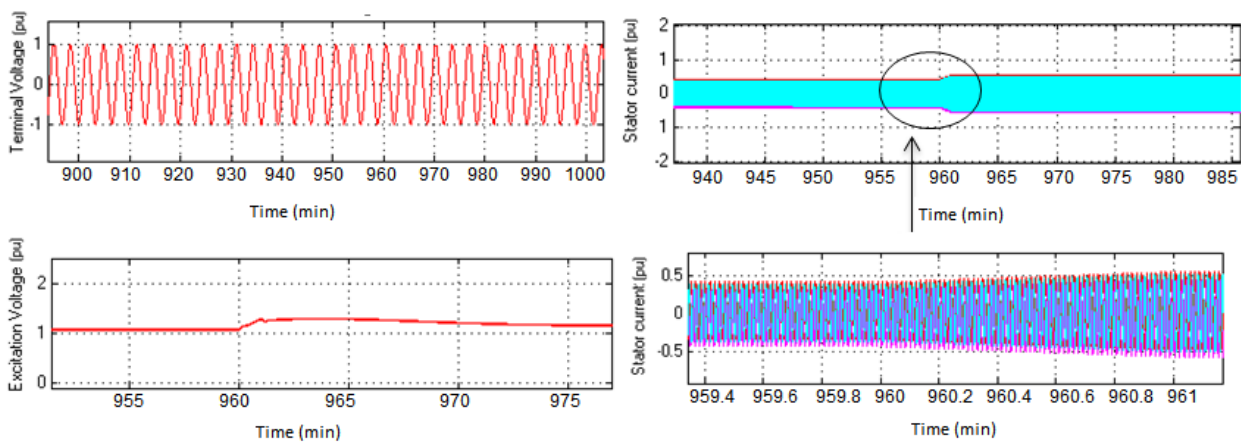 Terminal Voltage (pu)
1
0
-1
900 910 920 930 940 950 960 970 980 990 1000
Time (min)
Stator current (pu)
2
1
0
1
-2
940 945 950 955 960 965 970 975 980 985
Time (min)
Excitation Voltage (pu)
2
1
0
955 960 965 970 975
Time (min)
Stator current (pu)
0.5
0
-0.5
959.4 959.6 959.8 960 960.2 960.4 960.6 960.8 961
Time (min)